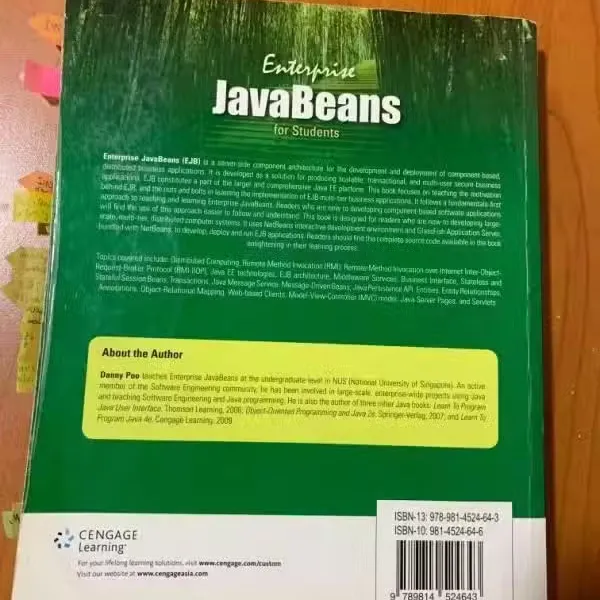 Enterprise
JavaBeans
for Students
Enterprise JavaBeans (EJB) is a server-side component architecture for the development and deployment of component-based,
distributed business applications. It is developed as a solution for producing scalable, transactional, and multi-user secure business
applications. EJB constitutes a part of the larger and comprehensive Java EE platform. This book focuses on teaching the motivation
behind EJB, and the nuts and bolts in learning the implementation of EJB multi-tier business applications. It follows a fundamentals-first
approach to teaching and learning Enterprise JavaBeans. Readers who are new to developing component-based software applications
will find the use of this approach easier to follow and understand. This book is designed for readers who are new to developing large-
scale, multi-tier, distributed computer systems. It uses NetBeans interactive development environment and GlassFish Application Server,
bundled with NetBeans, to develop, deploy and run an EJB applications. Readers should find the complete source code available in the book
enlightening in their learning process.
Topics covered include: Distributed Computing, Remote Method Invocation (RMI), Remote Method Invocation over Internet Inter-Object-
Request-Broker Protocol (RMI-IIOP), Java EE technologies, EJB architecture, Middleware Services, Business Interface, Stateless and
Stateful Session Beans, Transactions, Java Message Service, Message-Driven Beans, Java Persistence API, Entities, Entity Relationships,
Annotations, Object-Relational Mapping, Web-based Clients, Model-View-Controller (MVC) model, Java Server Pages, and Servlets.
About the Author
Danny Poo teaches Enterprise JavaBeans at the undergraduate level in NUS (National University of Singapore). An active
member of the Software Engineering community, he has been involved in large-scale, enterprise-wide projects using Java
and teaching Software Engineering and Java programming. He is also the author of three other Java books: Learn To Program
Java User Interface, Thomson Learning, 2006; Object-Oriented Programming and Java 2e, Springer-Verlag, 2007; and Learn To
Program Java 4e, Cengage Learning, 2009.
CENGAGE
Learning
For your lifelong learning solutions, visit www.cengage.com/custom
Visit our website at www.cengageasia.com
ISBN-13: 978-981-4524-64-3
ISBN-10: 981-4524-64-6
9 789814 524643